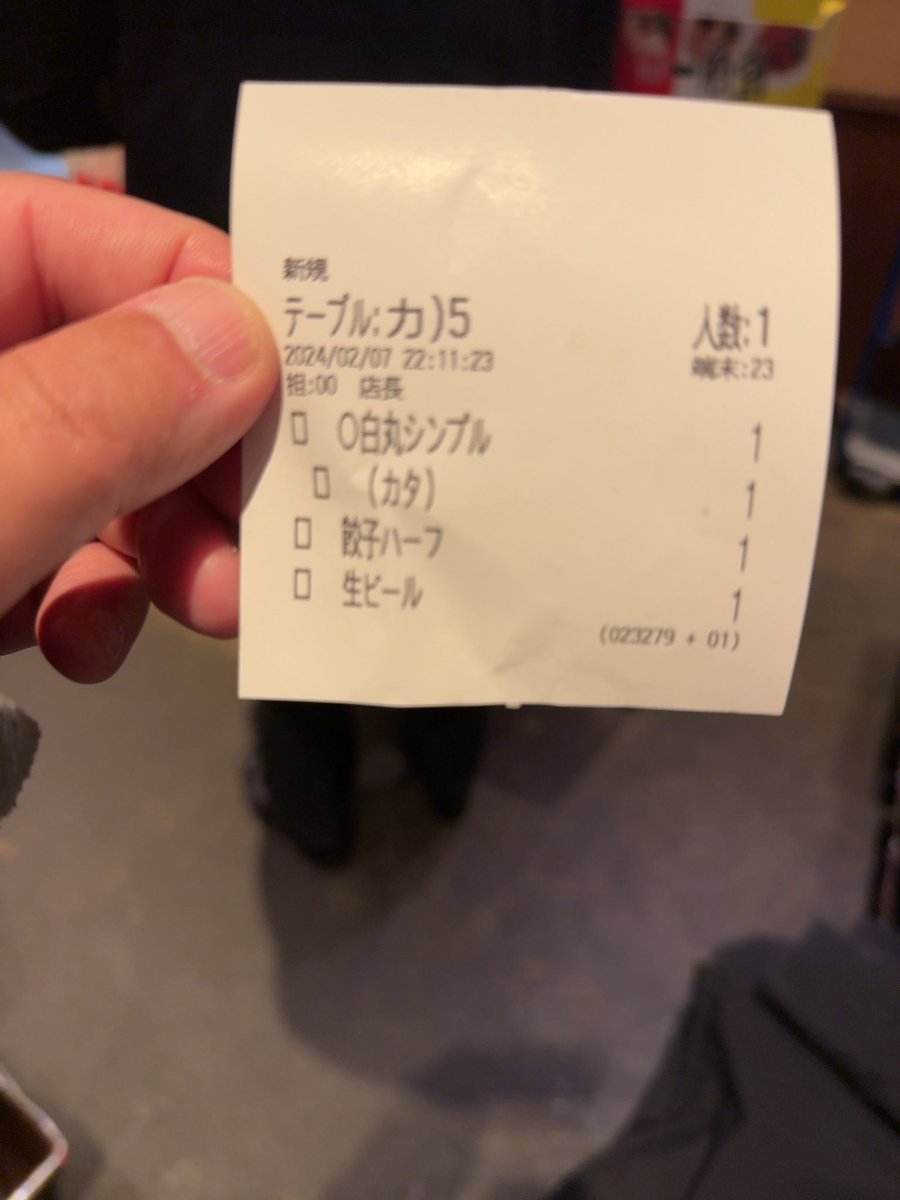 新規
テーブル:カ)5 人数:1
2024/02/07 22:11:23 端末:23
担:00 店長
□ ○白丸シンプル 1
□ (カタ) 1
□ 餃子ハーフ 1
□ 生ビール 1
(023279 + 01)